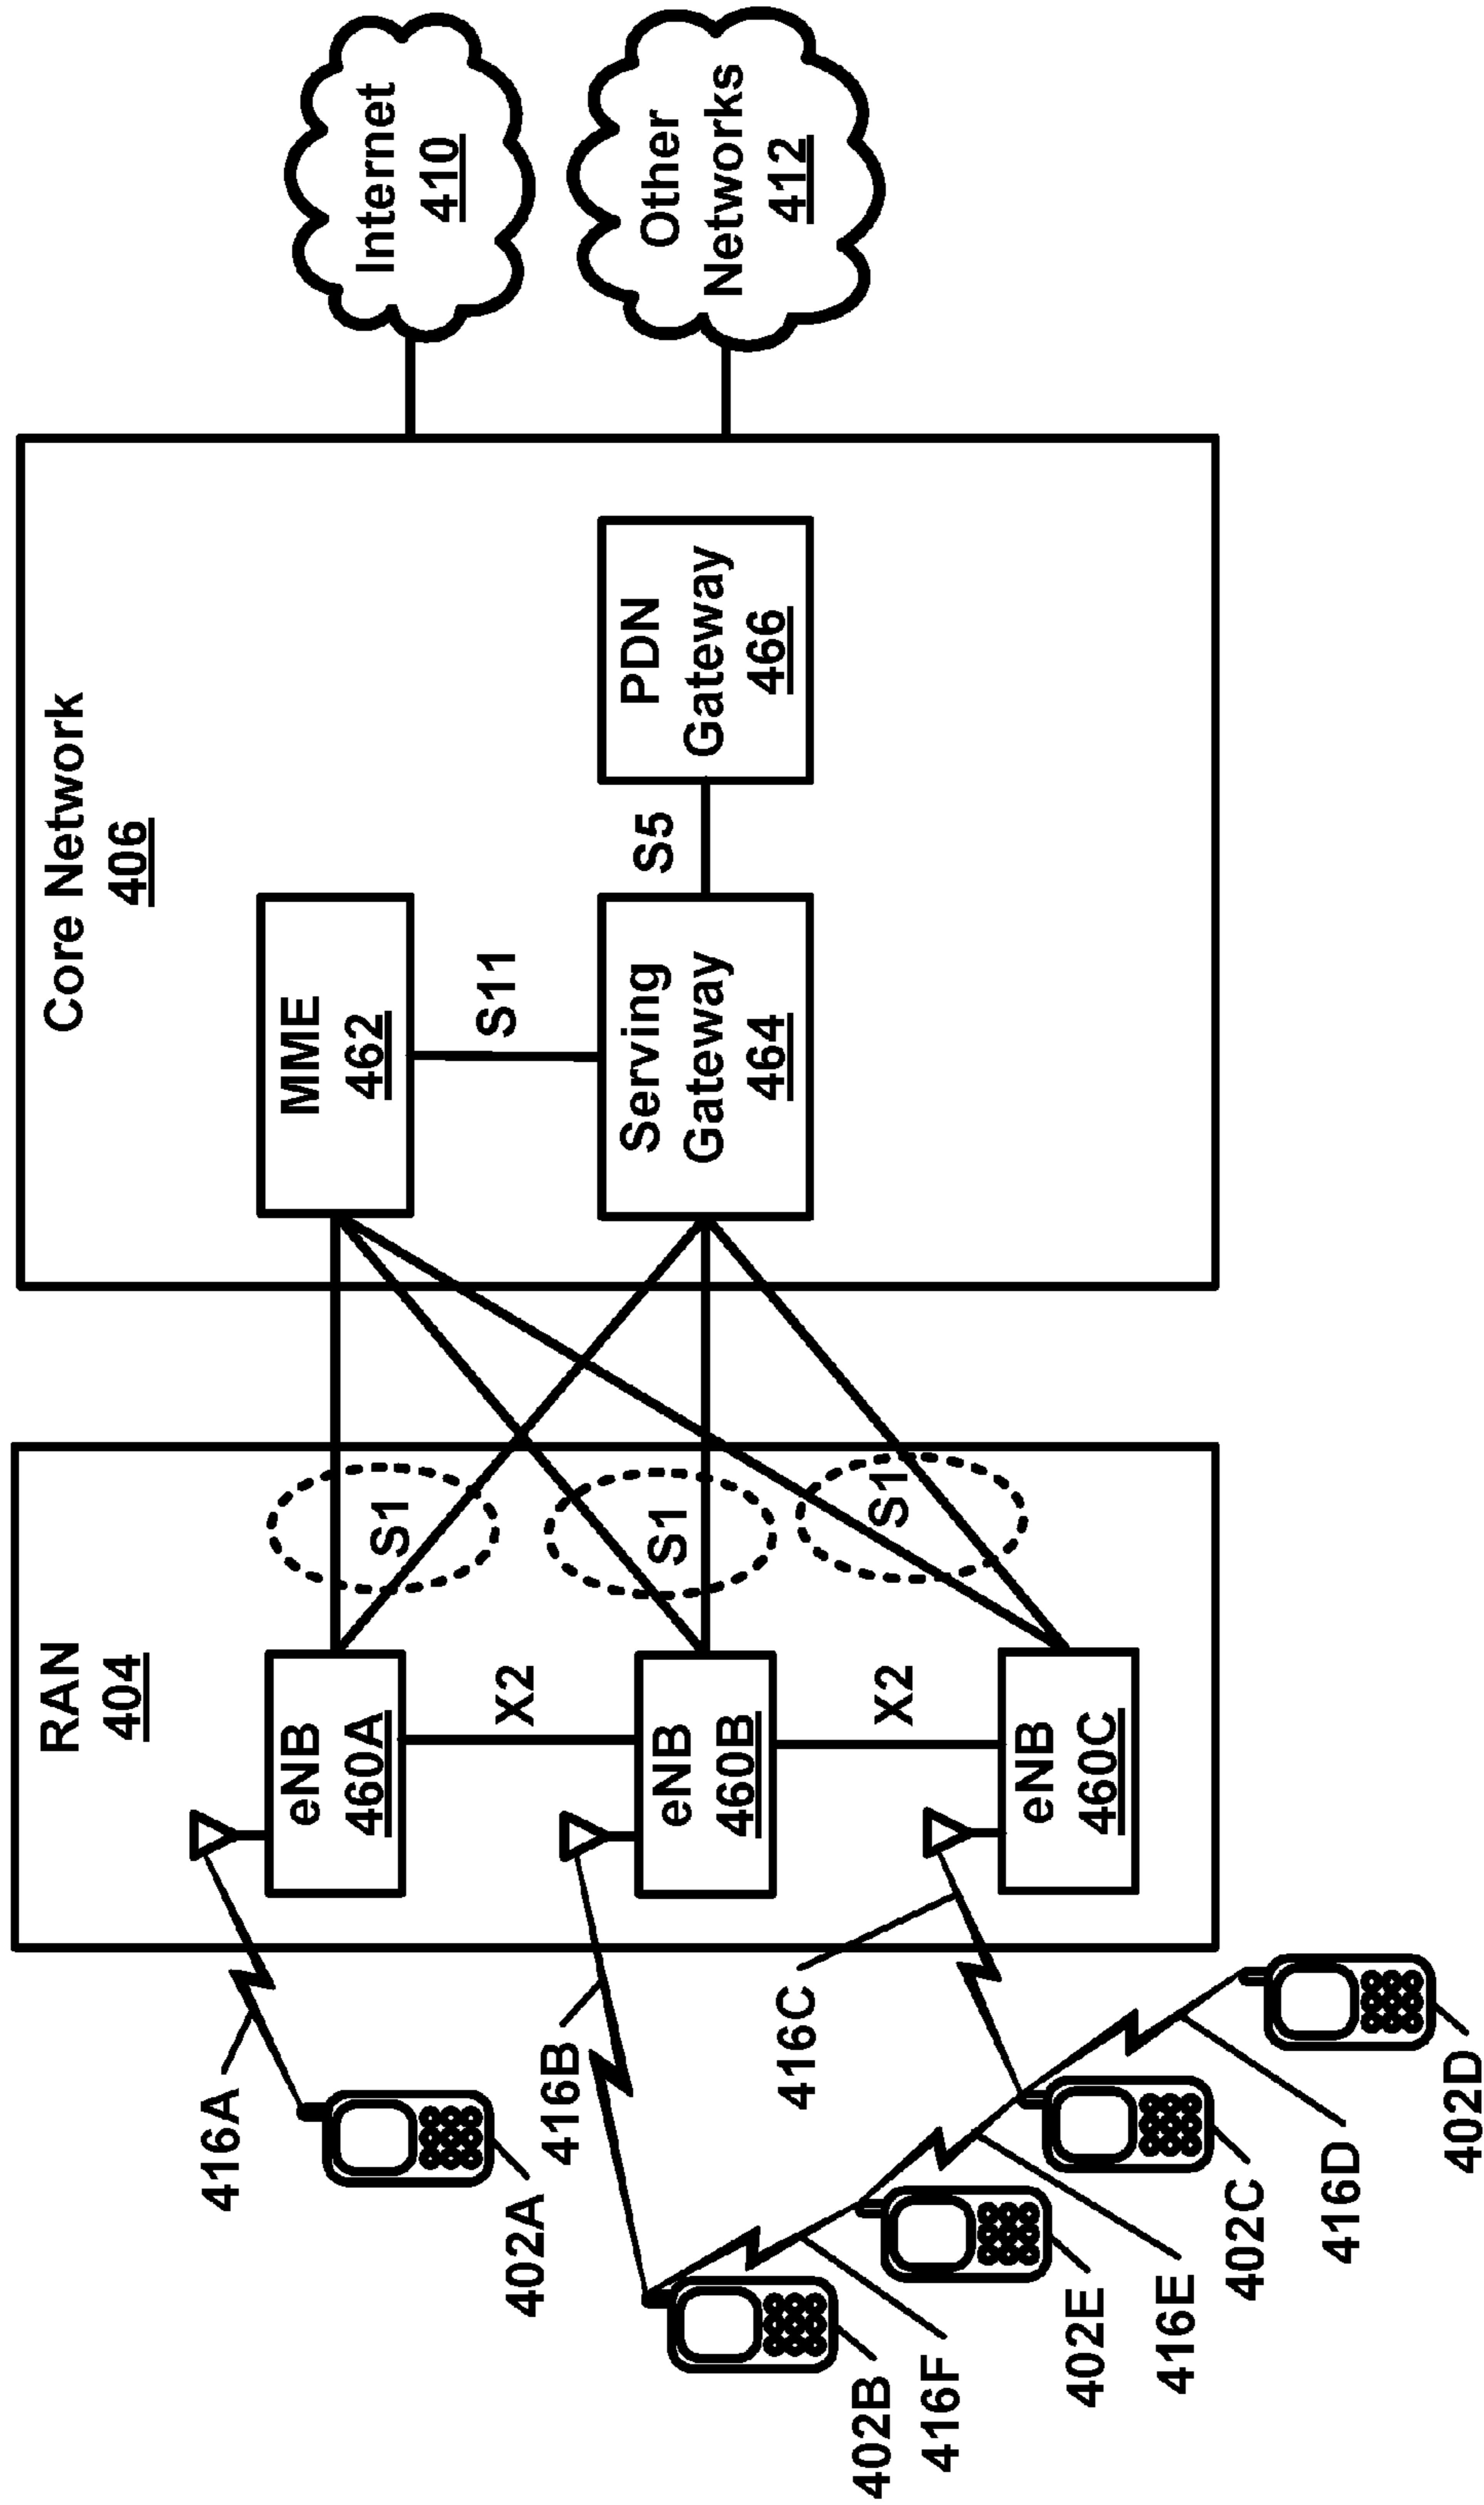 RAN
404
Core Network
406
Internet
410
Other
Networks
412
MME
462
S11
Serving
Gateway
464
S5
PDN
Gateway
466
S1
S1
S1
eNB
460A
X2
eNB
460B
X2
eNB
460C
416A
402A
416B
416C
402B
416F
402E
416E
402C
416D
402D